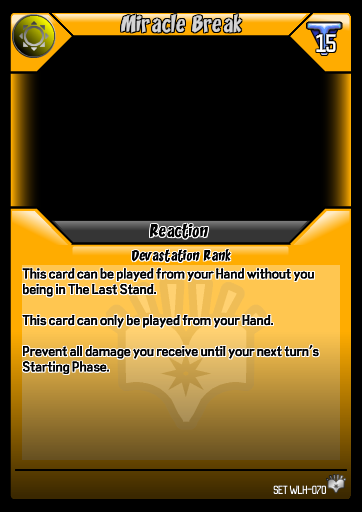 Miracle Break
15
Reaction
Devastation Rank
This card can be played from your Hand without you
being in The Last Stand.
This card can only be played from your Hand.
Prevent all damage you receive until your next turn's
Starting Phase.
SET WLH-070